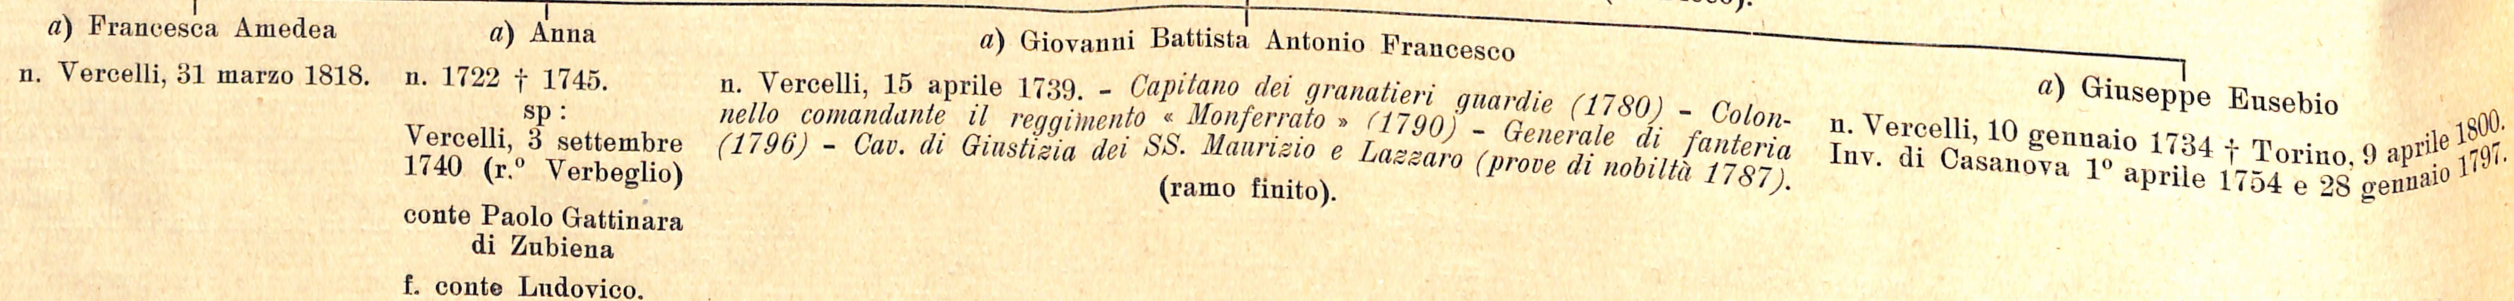 a) Francesca Amedea
n. Vercelli, 31 marzo 1818.
a) Anna
n. 1722 † 1745.
sp :
Vercelli, 3 settembre
1740 (r.º Verbeglio)
conte Paolo Gattinara
di Zubiena
f. conte Ludovico.
a) Giovanni Battista Antonio Francesco
n. Vercelli, 15 aprile 1739. - Capitano dei granatieri guardie (1780) - Colon-
nello comandante il reggimento « Monferrato » (1790) - Generale di fanteria
(1796) - Cav. di Giustizia dei SS. Maurizio e Lazzaro (prove di nobiltà 1787).
(ramo finito).
a) Giuseppe Eusebio
n. Vercelli, 10 gennaio 1734 † Torino, 9 aprile 1800.
Inv. di Casanova 1º aprile 1754 e 28 gennaio 1797.